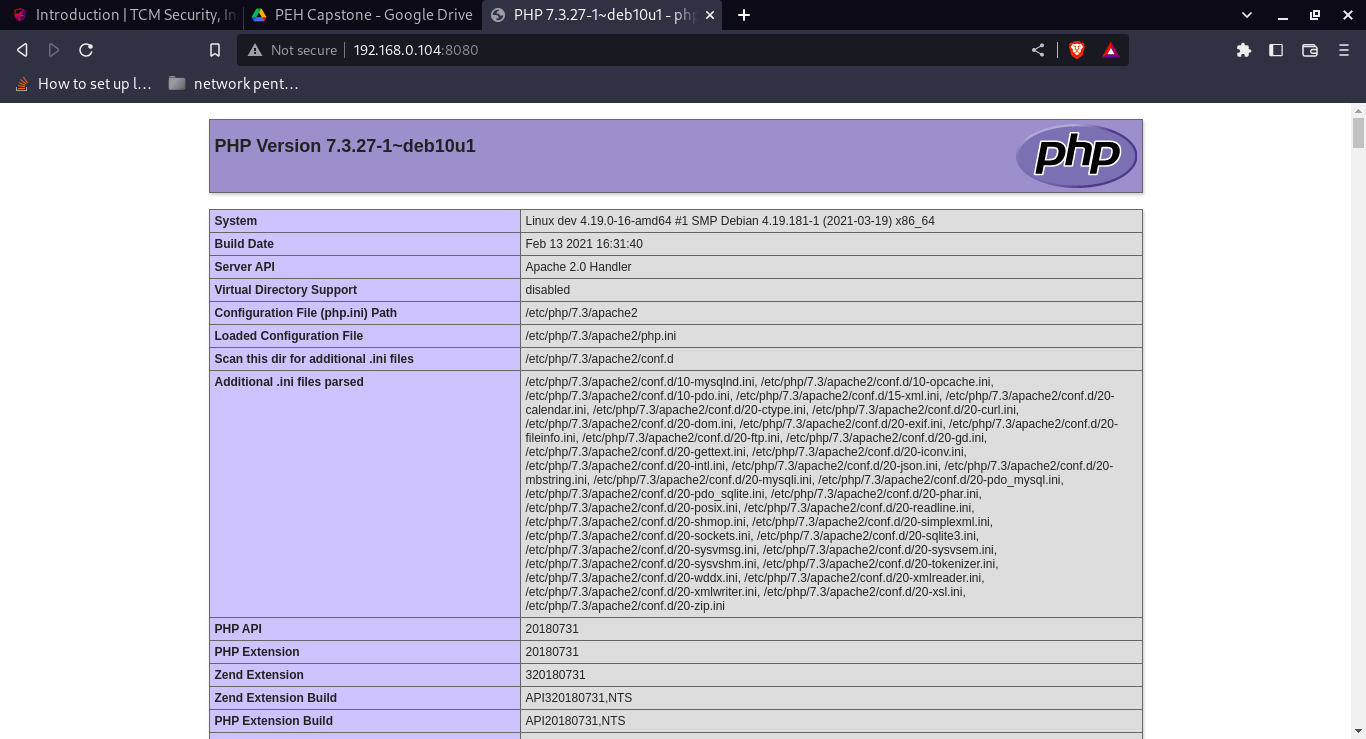 Introduction | TCM Security, In
PEH Capstone - Google Drive
PHP 7.3.27-1~deb10u1 - php
Not secure
192.168.0.104:8080
How to set up l...
network pent...
PHP Version 7.3.27-1~deb10u1
php
System Linux dev 4.19.0-16-amd64 #1 SMP Debian 4.19.181-1 (2021-03-19) x86_64
Build Date Feb 13 2021 16:31:40
Server API Apache 2.0 Handler
Virtual Directory Support disabled
Configuration File (php.ini) Path /etc/php/7.3/apache2
Loaded Configuration File /etc/php/7.3/apache2/php.ini
Scan this dir for additional .ini files /etc/php/7.3/apache2/conf.d
Additional .ini files parsed /etc/php/7.3/apache2/conf.d/10-mysqlnd.ini, /etc/php/7.3/apache2/conf.d/10-opcache.ini,
/etc/php/7.3/apache2/conf.d/10-pdo.ini, /etc/php/7.3/apache2/conf.d/15-xml.ini, /etc/php/7.3/apache2/conf.d/20-
calendar.ini, /etc/php/7.3/apache2/conf.d/20-ctype.ini, /etc/php/7.3/apache2/conf.d/20-curl.ini,
/etc/php/7.3/apache2/conf.d/20-dom.ini, /etc/php/7.3/apache2/conf.d/20-exif.ini, /etc/php/7.3/apache2/conf.d/20-
fileinfo.ini, /etc/php/7.3/apache2/conf.d/20-ftp.ini, /etc/php/7.3/apache2/conf.d/20-gd.ini,
/etc/php/7.3/apache2/conf.d/20-gettext.ini, /etc/php/7.3/apache2/conf.d/20-iconv.ini,
/etc/php/7.3/apache2/conf.d/20-intl.ini, /etc/php/7.3/apache2/conf.d/20-json.ini, /etc/php/7.3/apache2/conf.d/20-
mbstring.ini, /etc/php/7.3/apache2/conf.d/20-mysqli.ini, /etc/php/7.3/apache2/conf.d/20-pdo_mysql.ini,
/etc/php/7.3/apache2/conf.d/20-pdo_sqlite.ini, /etc/php/7.3/apache2/conf.d/20-phar.ini,
/etc/php/7.3/apache2/conf.d/20-posix.ini, /etc/php/7.3/apache2/conf.d/20-readline.ini,
/etc/php/7.3/apache2/conf.d/20-shmop.ini, /etc/php/7.3/apache2/conf.d/20-simplexml.ini,
/etc/php/7.3/apache2/conf.d/20-sockets.ini, /etc/php/7.3/apache2/conf.d/20-sqlite3.ini,
/etc/php/7.3/apache2/conf.d/20-sysvmsg.ini, /etc/php/7.3/apache2/conf.d/20-sysvsem.ini,
/etc/php/7.3/apache2/conf.d/20-sysvshm.ini, /etc/php/7.3/apache2/conf.d/20-tokenizer.ini,
/etc/php/7.3/apache2/conf.d/20-wddx.ini, /etc/php/7.3/apache2/conf.d/20-xmlreader.ini,
/etc/php/7.3/apache2/conf.d/20-xmlwriter.ini, /etc/php/7.3/apache2/conf.d/20-xsl.ini,
/etc/php/7.3/apache2/conf.d/20-zip.ini
PHP API 20180731
PHP Extension 20180731
Zend Extension 320180731
Zend Extension Build API320180731,NTS
PHP Extension Build API20180731,NTS